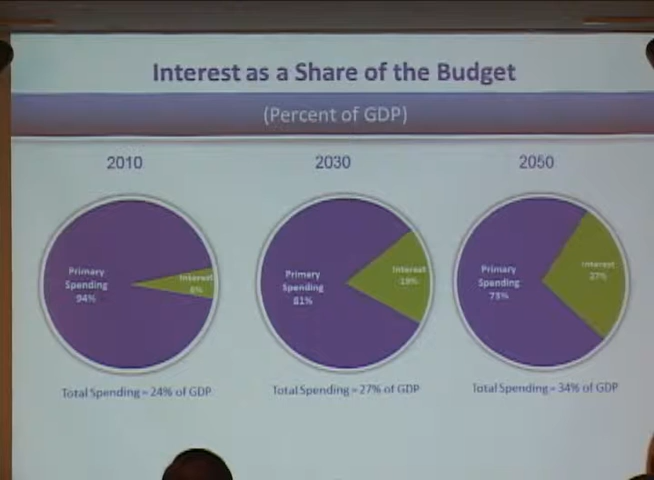 Interest as a Share of the Budget
(Percent of GDP)
2010
2030
2050
Primary
Spending
94%
Interest
6%
Primary
Spending
81%
Interest
19%
Primary
Spending
73%
Interest
27%
Total Spending = 24% of GDP
Total Spending = 27% of GDP
Total Spending = 34% of GDP